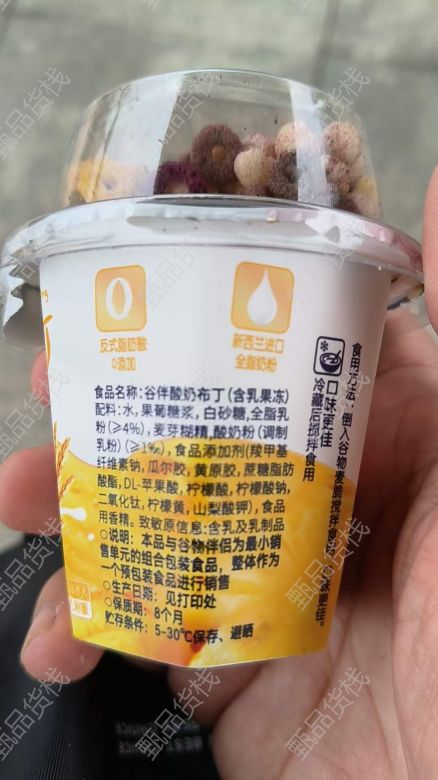 反式脂肪酸
0添加
新西兰进口
全脂奶粉
食品名称：谷伴酸奶布丁（含乳果冻）
配料：水，果葡糖浆，白砂糖，全脂乳
粉（≥4%），麦芽糊精，酸奶粉（调制
乳粉）（≥1‰），食品添加剂（羧甲基
纤维素钠，瓜尔胶，黄原胶，蔗糖脂肪
酸酯，DL-苹果酸，柠檬酸，柠檬酸钠，
二氧化钛，柠檬黄，山梨酸钾），食品
用香精。致敏原信息：含乳及乳制品
○说明：本品与谷物伴侣为最小销
售单元的组合包装食品，整体作为
一个预包装食品进行销售
○生产日期：见打印处
○保质期：8个月
贮存条件：5-30℃保存、避晒
食用方法：倒入谷物麦脆搅拌食用，口味更佳。
口味更佳
冷藏后搅拌食用
甄品货栈